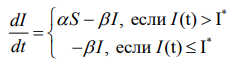 dI/dt = { αS − βI, если I(t) > I*
−βI, если I(t) ≤ I*